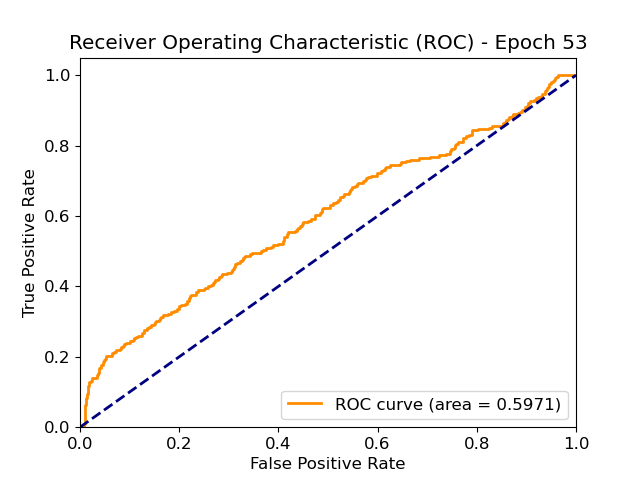 Receiver Operating Characteristic (ROC) - Epoch 53
True Positive Rate
1.0
0.8
0.6
0.4
0.2
0.0
ROC curve (area = 0.5971)
0.0 0.2 0.4 0.6 0.8 1.0
False Positive Rate